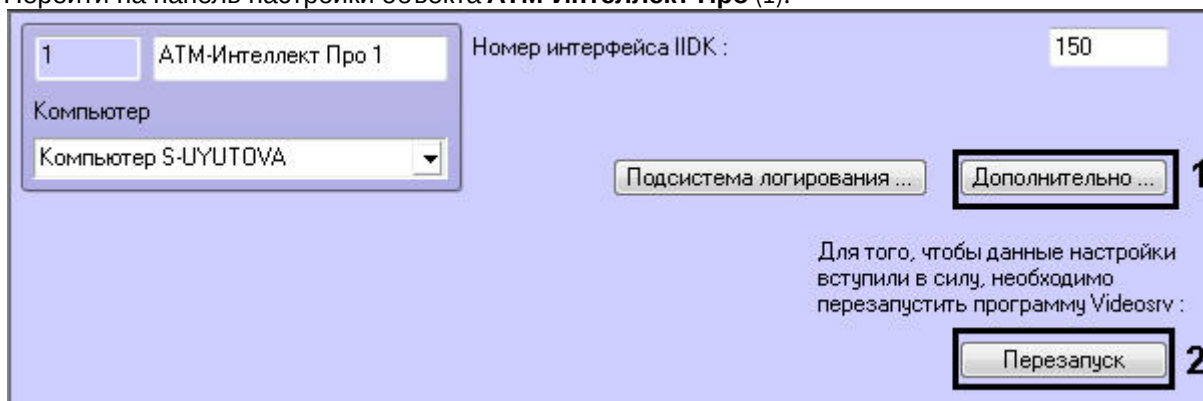 Перейти на панель настройки объекта АТМ-Интеллект Про (1).
1 АТМ-Интеллект Про 1 Номер интерфейса IIDK : 150
Компьютер
Компьютер S-UYUTOVA
Подсистема логирования ... Дополнительно ... 1
Для того, чтобы данные настройки
вступили в силу, необходимо
перезапустить программу Videosrv :
Перезапуск 2